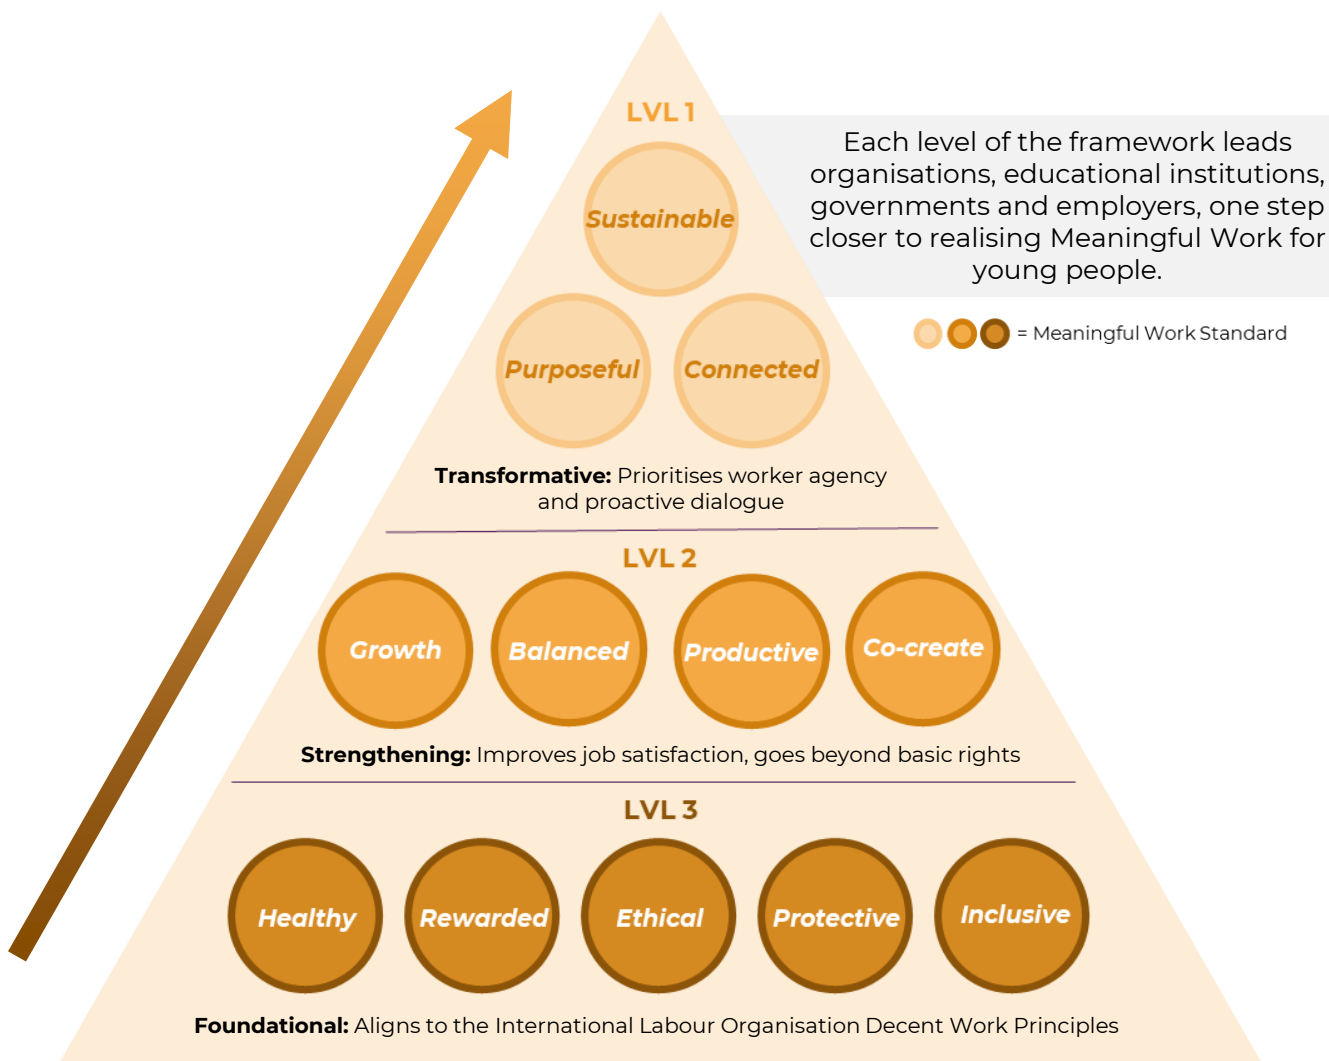 LVL 1
Sustainable
Each level of the framework leads
organisations, educational institutions,
governments and employers, one step
closer to realising Meaningful Work for
young people.
= Meaningful Work Standard
Purposeful
Connected
Transformative: Prioritises worker agency
and proactive dialogue
LVL 2
Growth
Balanced
Productive
Co-create
Strengthening: Improves job satisfaction, goes beyond basic rights
LVL 3
Healthy
Rewarded
Ethical
Protective
Inclusive
Foundational: Aligns to the International Labour Organisation Decent Work Principles